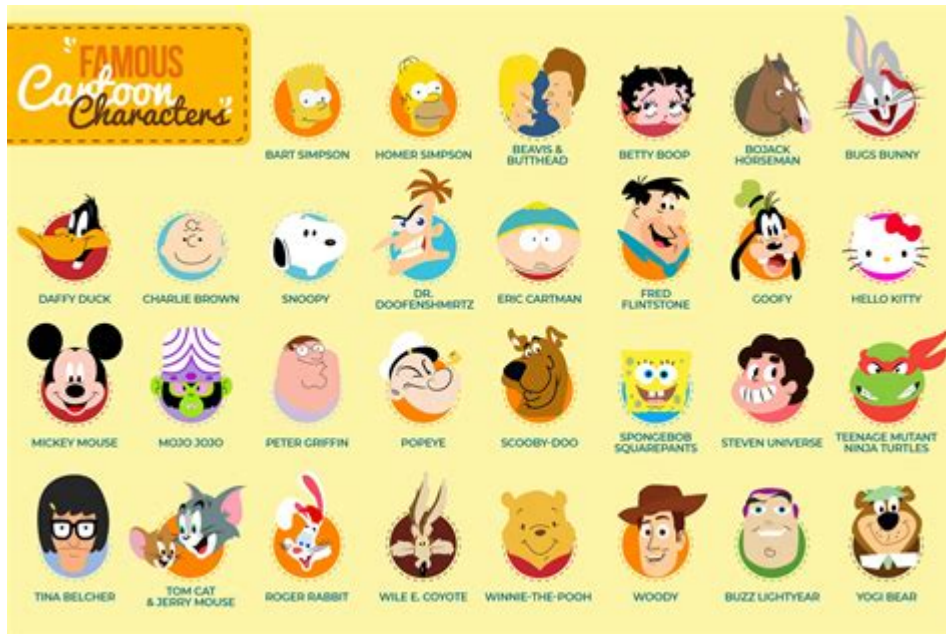 FAMOUS
Cartoon
Characters
BART SIMPSON
HOMER SIMPSON
BEAVIS &
BUTTHEAD
BETTY BOOP
BOJACK
HORSEMAN
BUGS BUNNY
DAFFY DUCK
CHARLIE BROWN
SNOOPY
DR.
DOOFENSHMIRTZ
ERIC CARTMAN
FRED
FLINTSTONE
GOOFY
HELLO KITTY
MICKEY MOUSE
MOJO JOJO
PETER GRIFFIN
POPEYE
SCOOBY-DOO
SPONGEBOB
SQUAREPANTS
STEVEN UNIVERSE
TEENAGE MUTANT
NINJA TURTLES
TINA BELCHER
TOM CAT
& JERRY MOUSE
ROGER RABBIT
WILE E. COYOTE
WINNIE-THE-POOH
WOODY
BUZZ LIGHTYEAR
YOGI BEAR